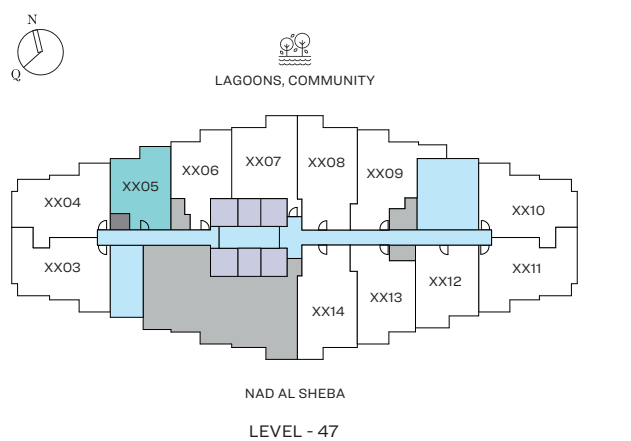 N
Q
LAGOONS, COMMUNITY
XX04
XX05
XX06
XX07
XX08
XX09
XX10
XX03
XX14
XX13
XX12
XX11
NAD AL SHEBA
LEVEL - 47